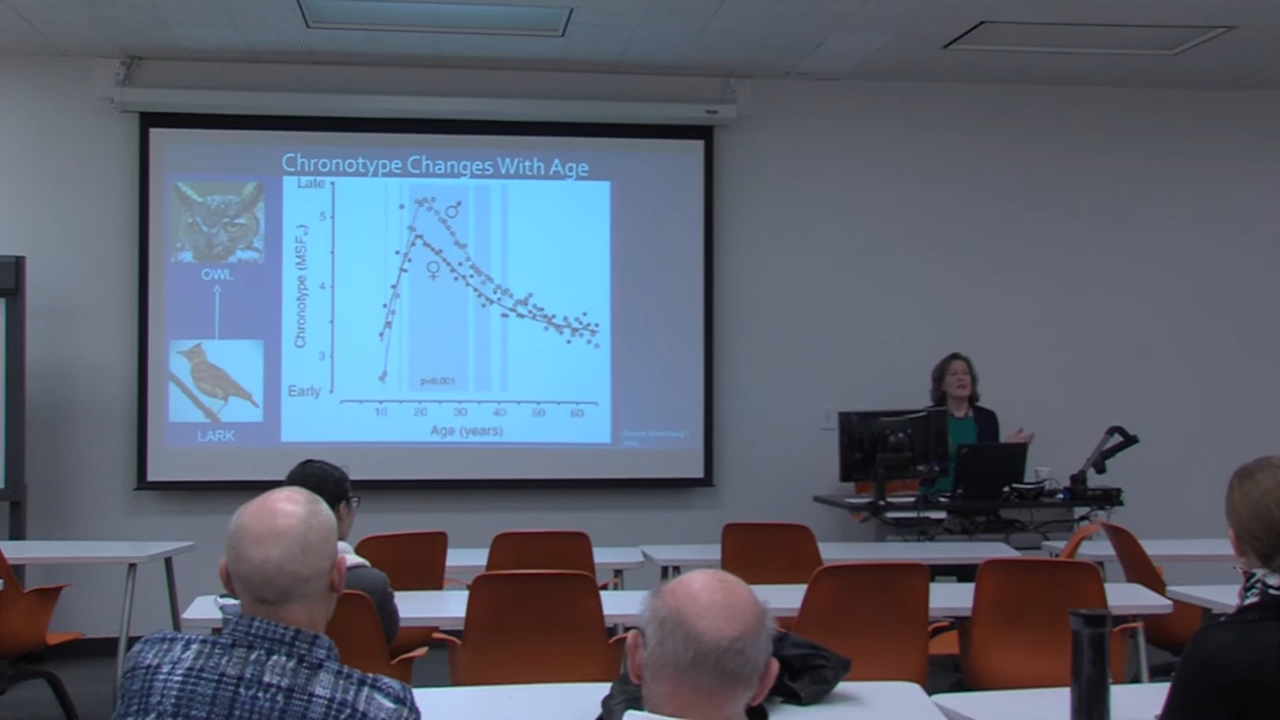 Chronotype Changes With Age
OWL
LARK
Late
5
4
3
Early
Chronotype (MSFsc)
♂
♀
p<0,001
10 20 30 40 50 60
Age (years)